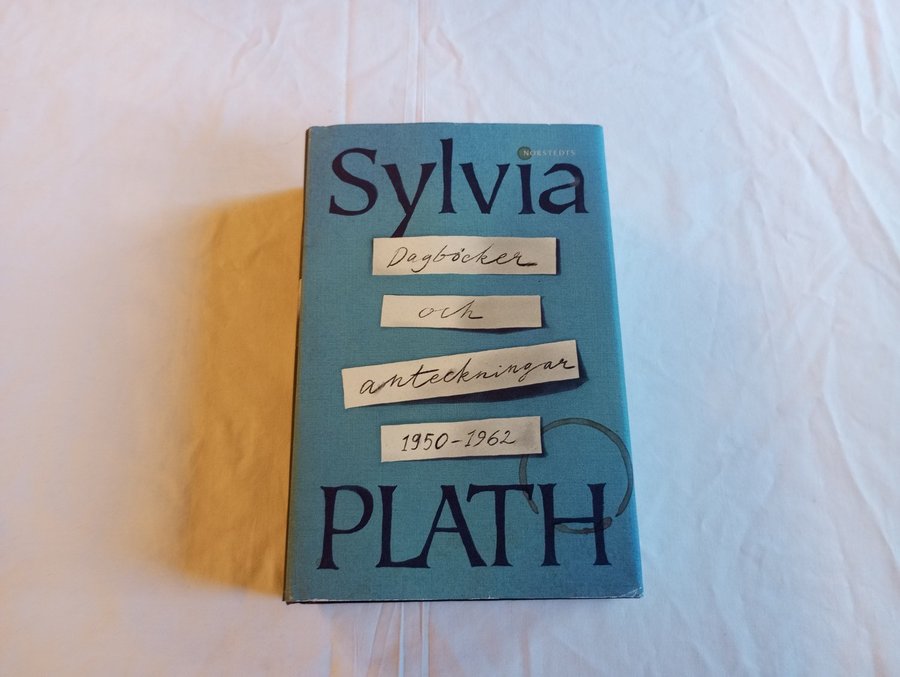 NORSTEDTS
Sylvia
Dagböcker
och
anteckningar
1950-1962
PLATH